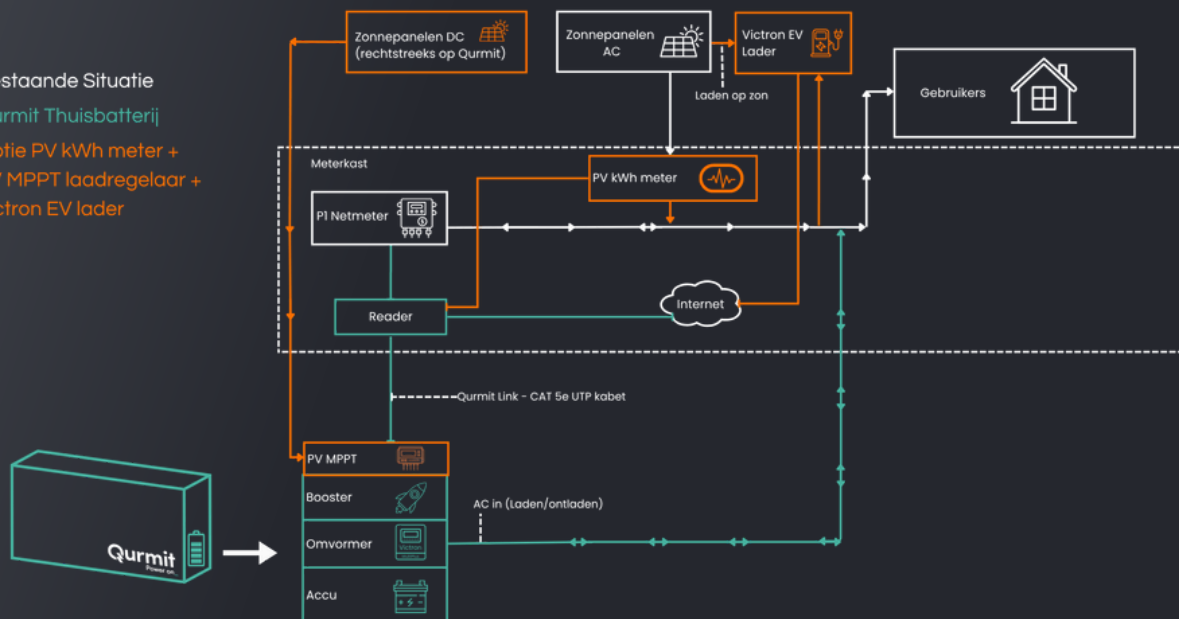 Zonnepanelen DC
(rechtstreeks op Qurmit)
Zonnepanelen
AC
Victron EV
Lader
Laden op zon
Gebruikers
estaande Situatie
urmit Thuisbatterij
otie PV kWh meter +
MPPT laadregelaar +
ctron EV lader
Meterkast
PV kWh meter
P1 Netmeter
Reader
Internet
Qurmit Link - CAT 5e UTP kabet
PV MPPT
Booster
AC in (Laden/ontladen)
Omvormer
Victron
Accu
Qurmit
Power on...